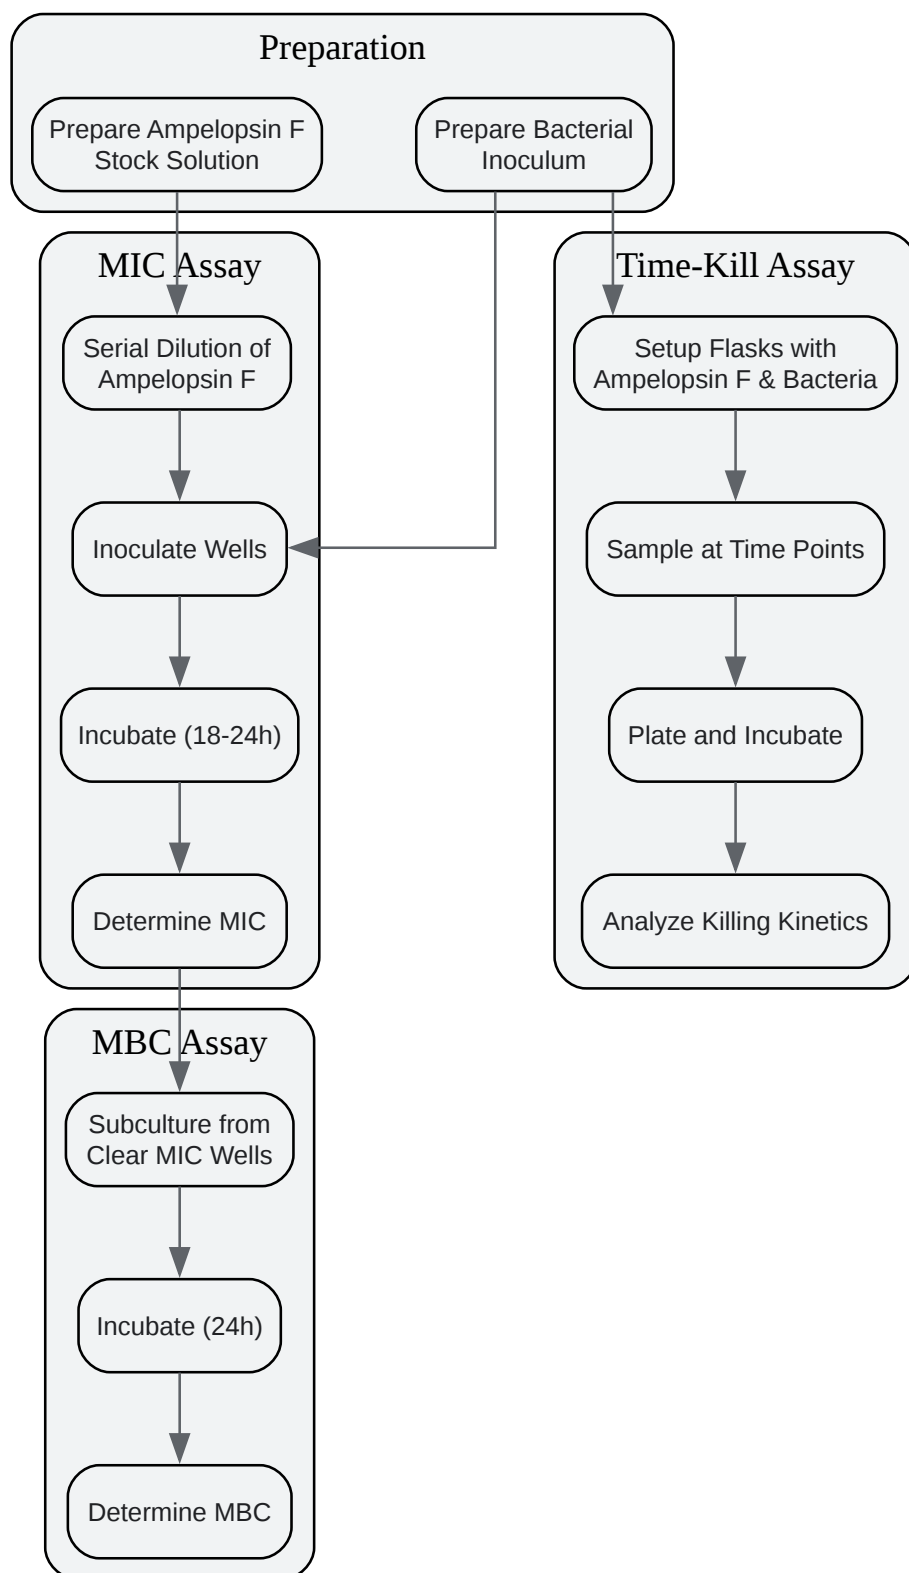 Preparation
Prepare Ampelopsin F
Stock Solution
Prepare Bacterial
Inoculum
MIC Assay
Serial Dilution of
Ampelopsin F
Inoculate Wells
Incubate (18-24h)
Determine MIC
Time-Kill Assay
Setup Flasks with
Ampelopsin F & Bacteria
Sample at Time Points
Plate and Incubate
Analyze Killing Kinetics
MBC Assay
Subculture from
Clear MIC Wells
Incubate (24h)
Determine MBC